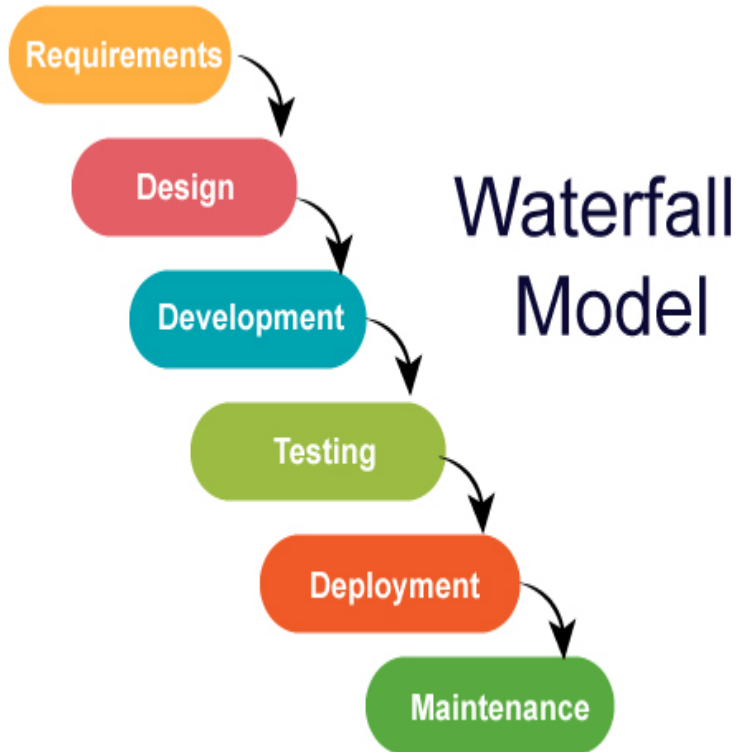 Requirements
Design
Waterfall
Model
Development
Testing
Deployment
Maintenance